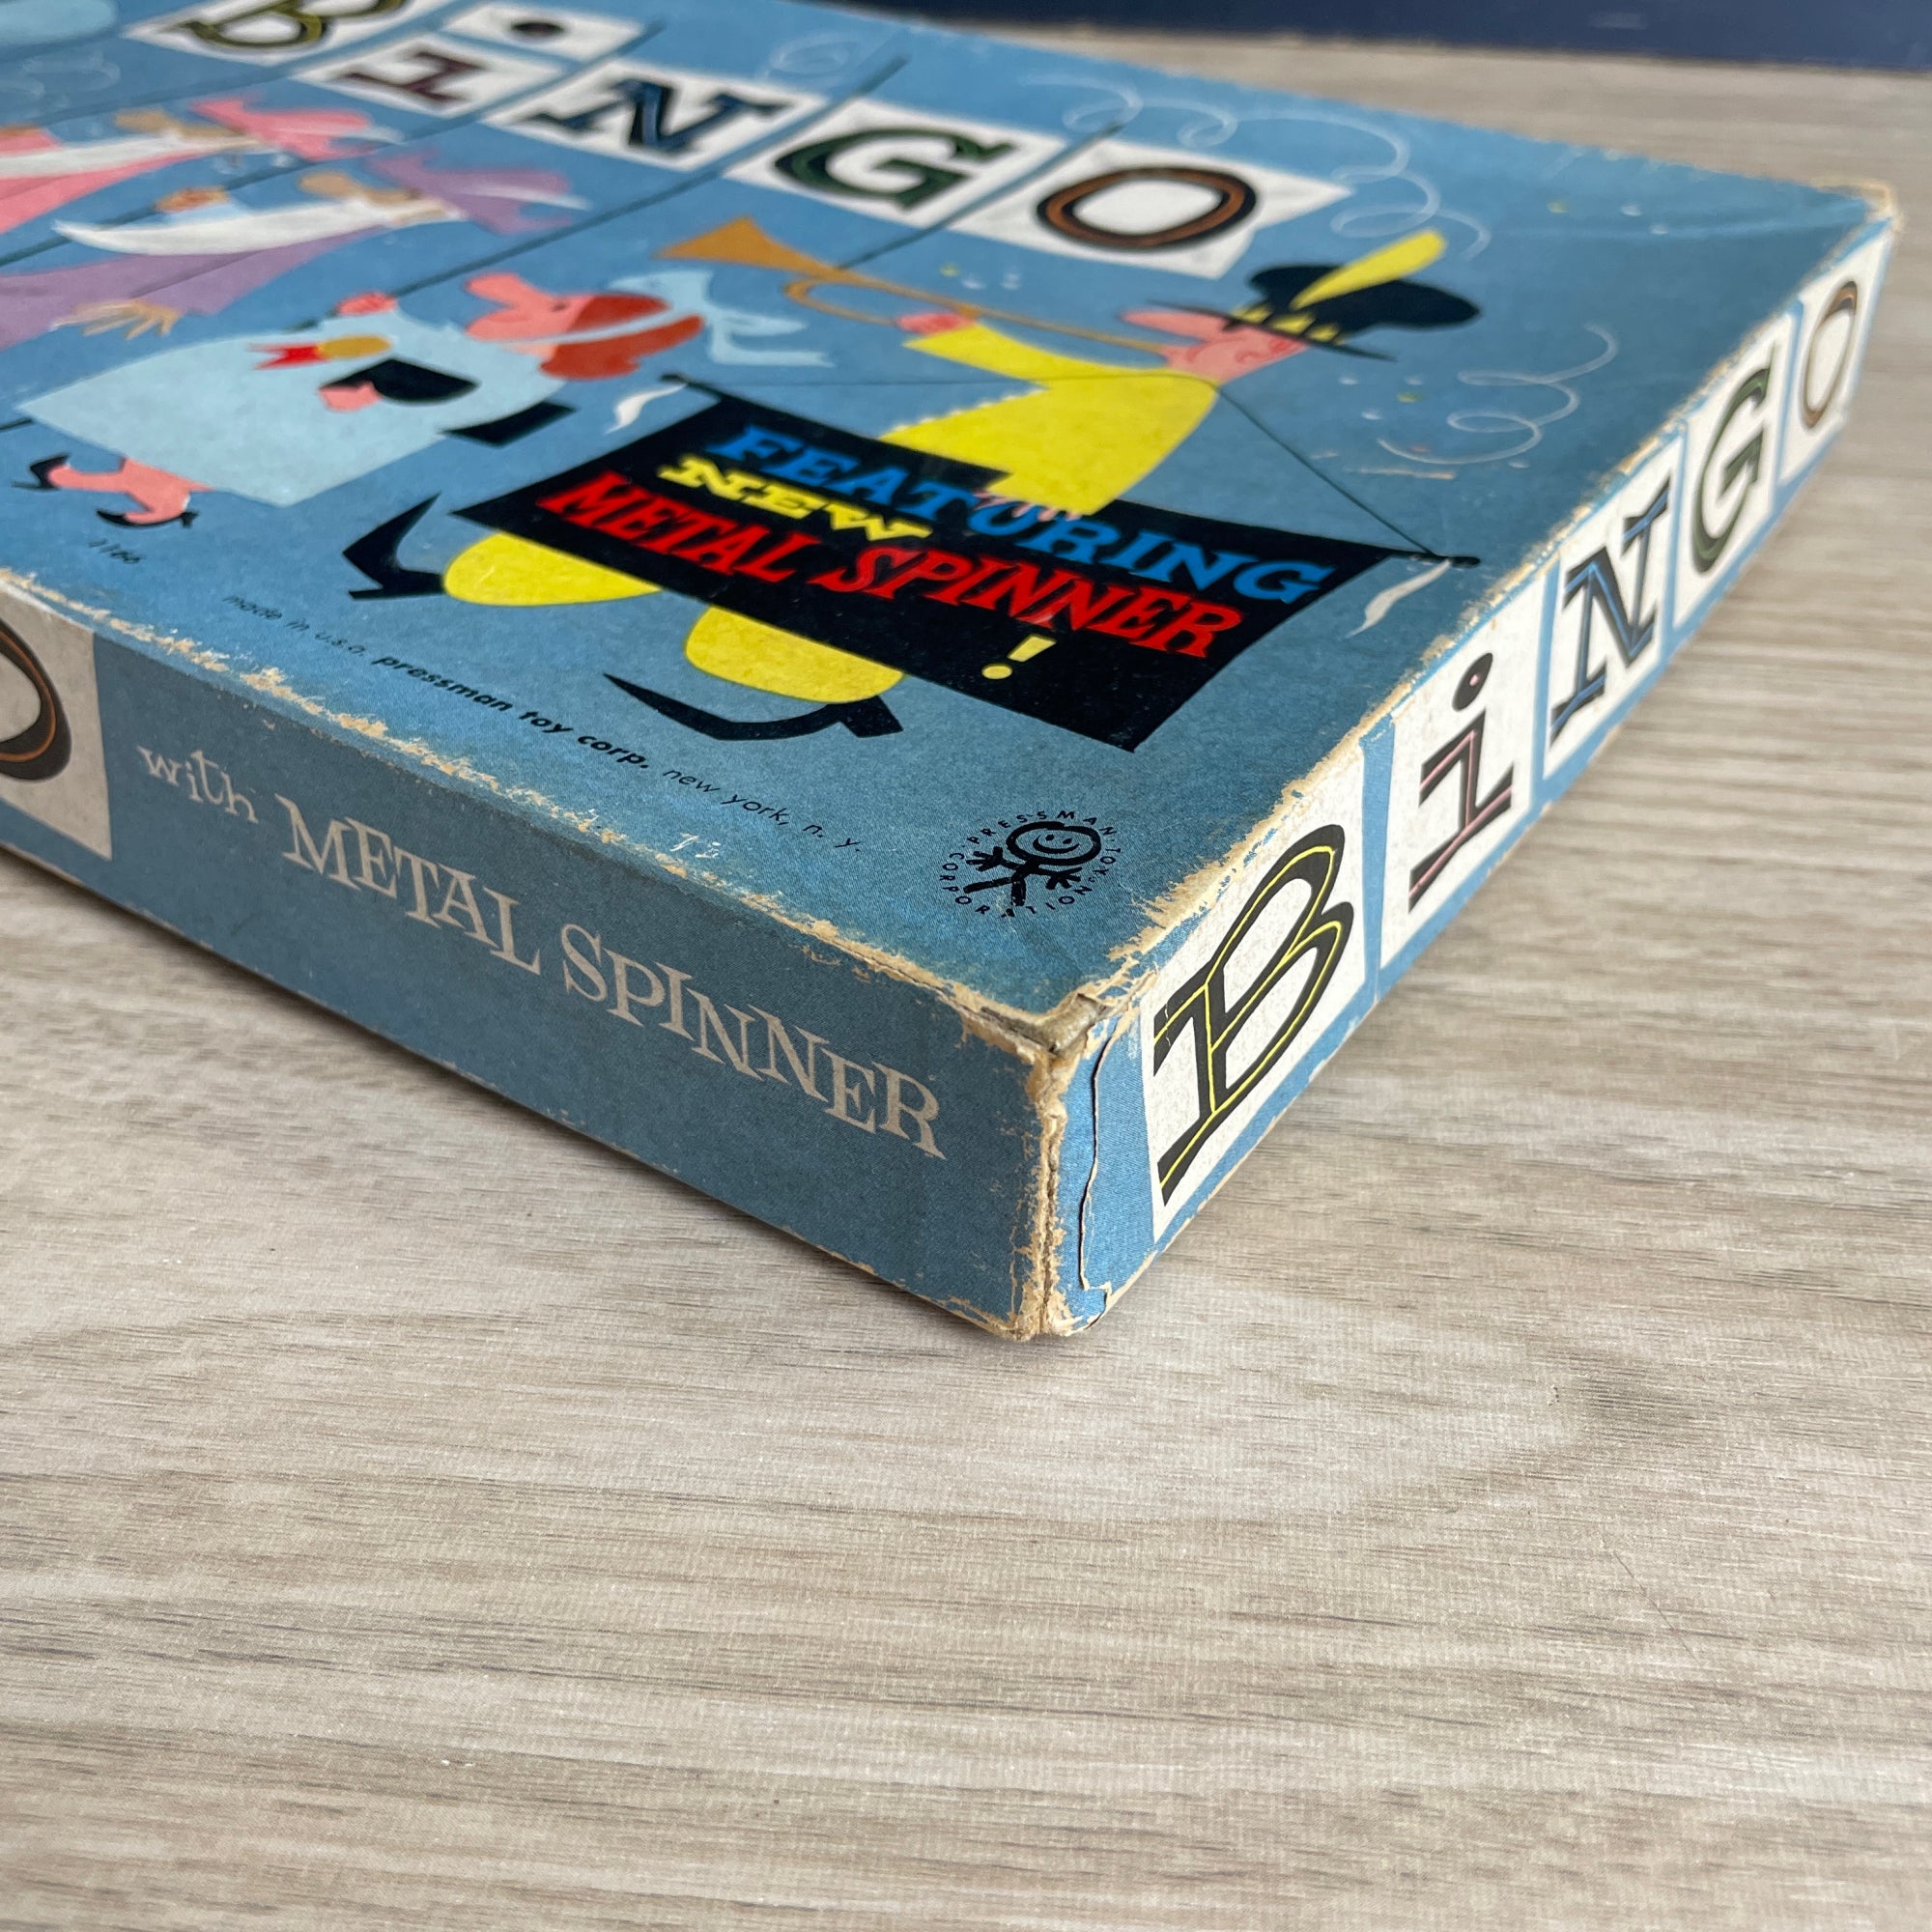 BiNGO
FEATURING
NEW
METAL SPINNER
!
1186
made in u.s.a. pressman toy corp. new york, n. y.
PRESSMAN TOY CORPORATION
O
with METAL SPINNER
BiNGO